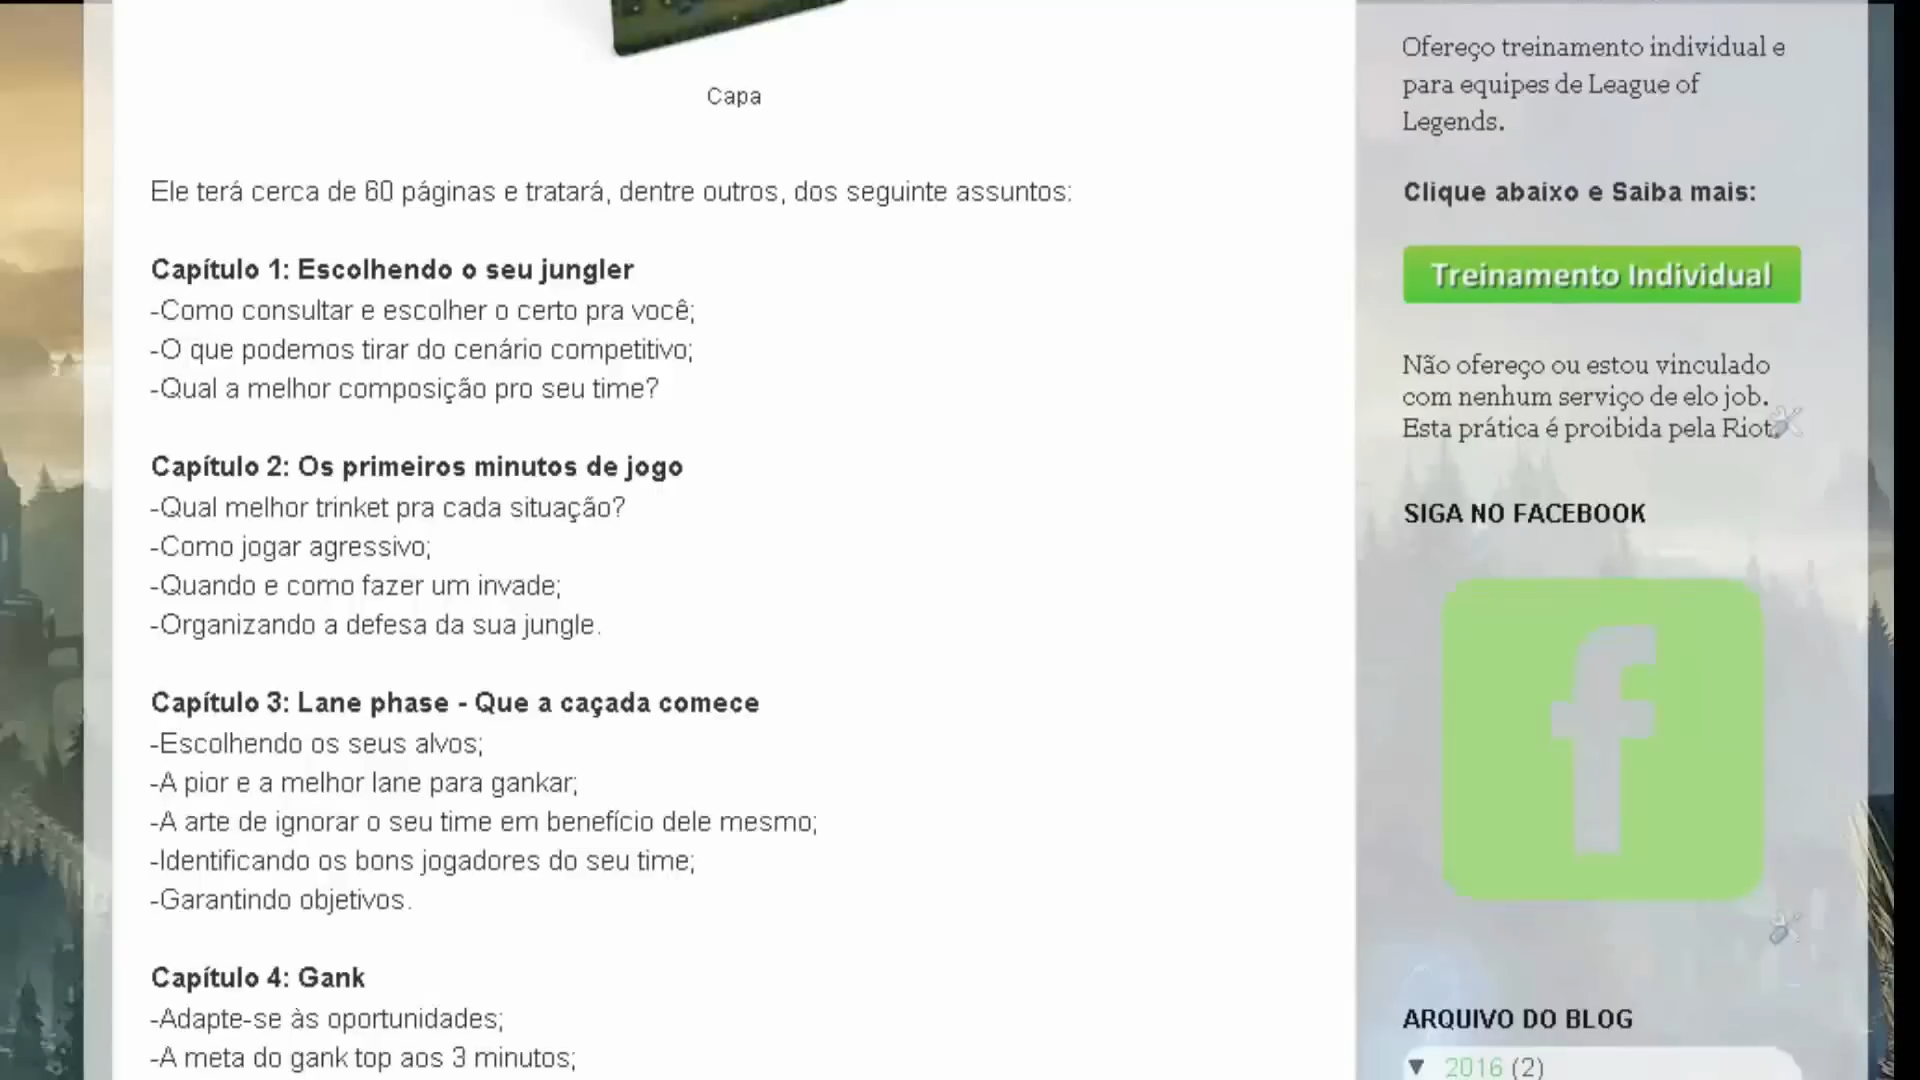 Capa
Ele terá cerca de 60 páginas e tratará, dentre outros, dos seguinte assuntos:
Capítulo 1: Escolhendo o seu jungler
-Como consultar e escolher o certo pra você;
-O que podemos tirar do cenário competitivo;
-Qual a melhor composição pro seu time?
Capítulo 2: Os primeiros minutos de jogo
-Qual melhor trinket pra cada situação?
-Como jogar agressivo;
-Quando e como fazer um invade;
-Organizando a defesa da sua jungle.
Capítulo 3: Lane phase - Que a caçada comece
-Escolhendo os seus alvos;
-A pior e a melhor lane para gankar;
-A arte de ignorar o seu time em benefício dele mesmo;
-Identificando os bons jogadores do seu time;
-Garantindo objetivos.
Capítulo 4: Gank
-Adapte-se às oportunidades;
-A meta do gank top aos 3 minutos;
Ofereço treinamento individual e
para equipes de League of
Legends.
Clique abaixo e Saiba mais:
Treinamento Individual
Não ofereço ou estou vinculado
com nenhum serviço de elo job.
Esta prática é proibida pela Riot.
SIGA NO FACEBOOK
f
ARQUIVO DO BLOG
▼ 2016 (2)